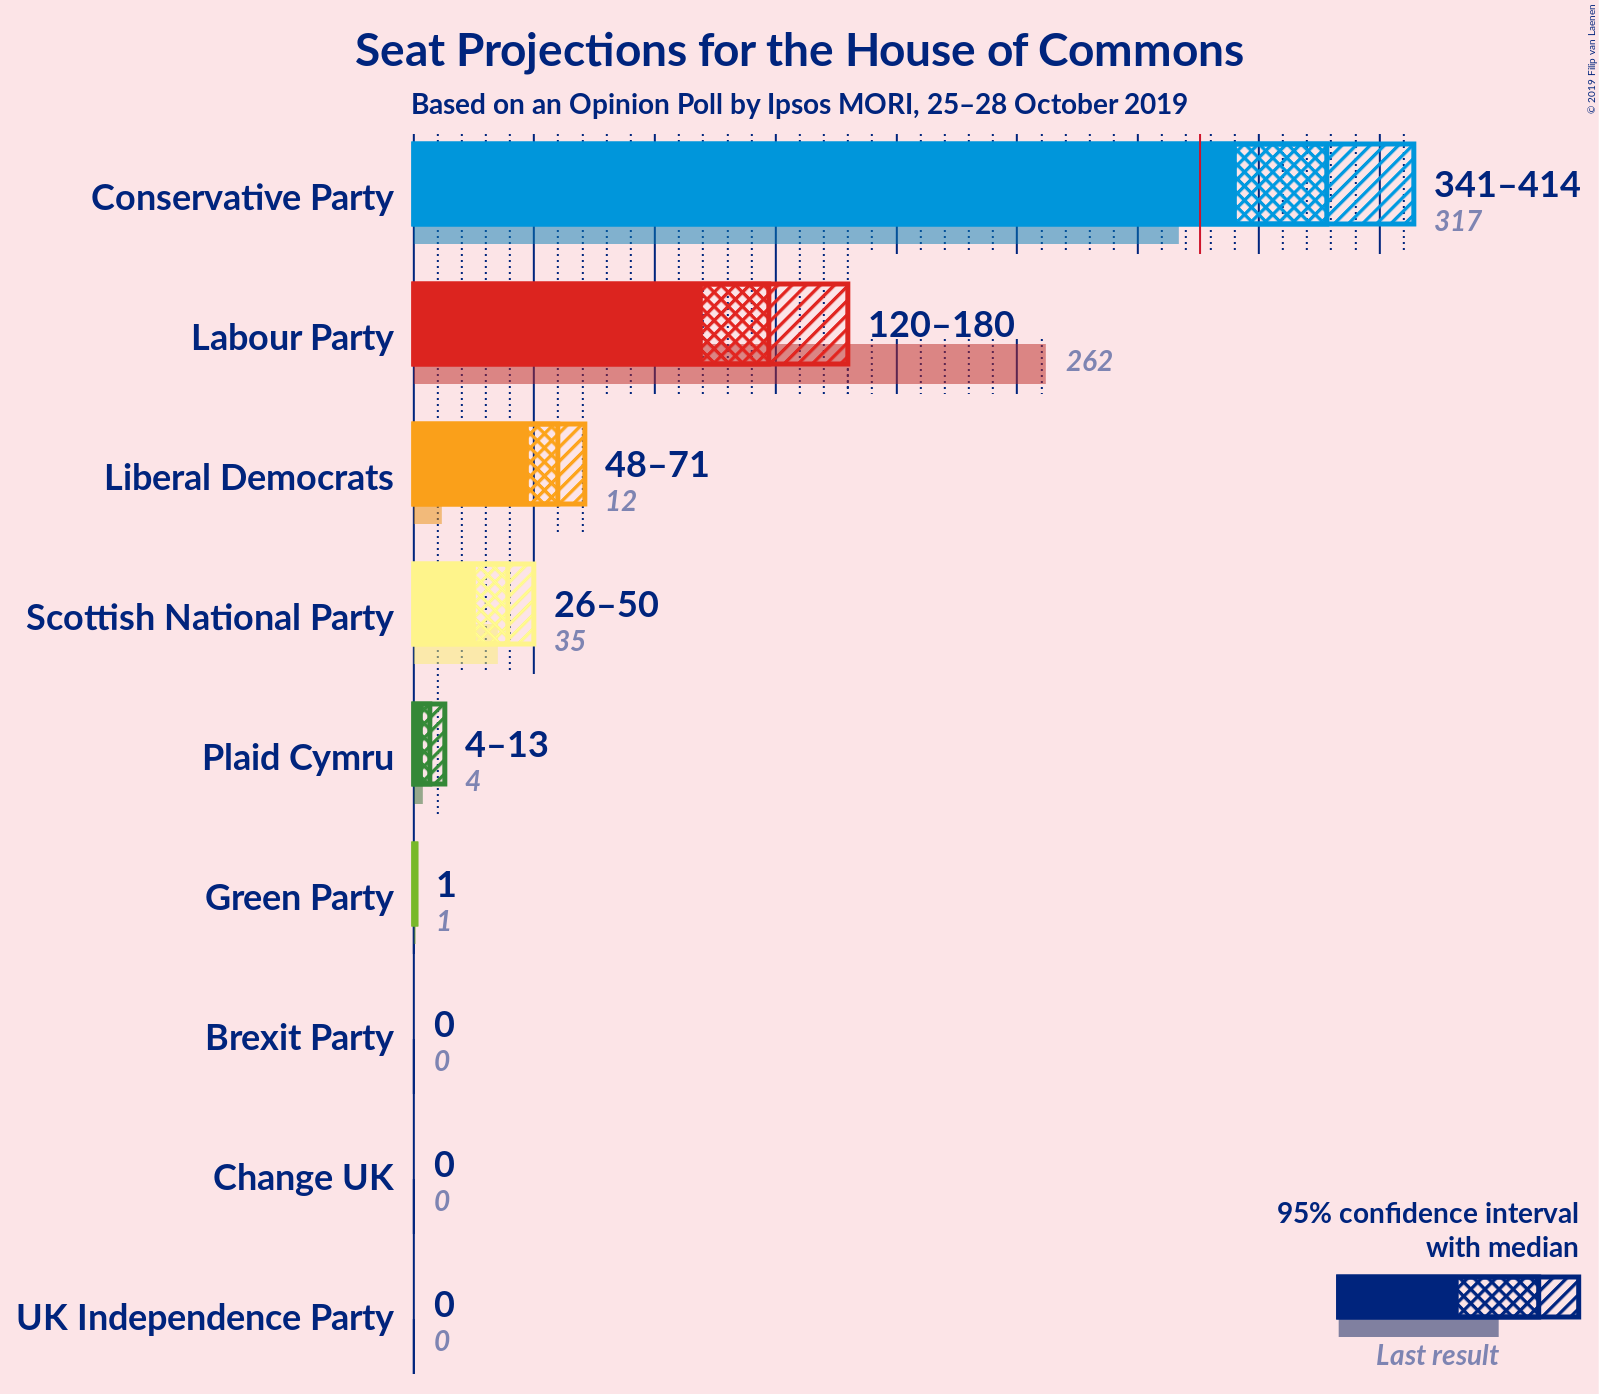 Seat Projections for the House of Commons
Based on an Opinion Poll by Ipsos MORI, 25–28 October 2019
© 2019 Filip van Laenen
Conservative Party
341–414
317
Labour Party
120–180
262
Liberal Democrats
48–71
12
Scottish National Party
26–50
35
Plaid Cymru
4–13
4
Green Party
1
1
Brexit Party
0
0
Change UK
0
0
UK Independence Party
0
0
95% confidence interval
with median
Last result